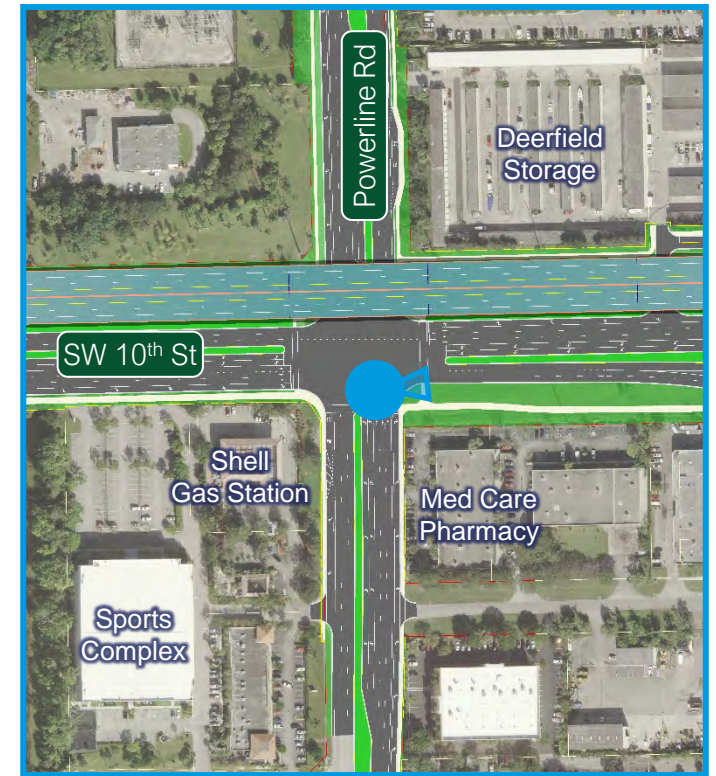 Powerline Rd
Deerfield
Storage
SW 10th St
Shell
Gas Station
Med Care
Pharmacy
Sports
Complex